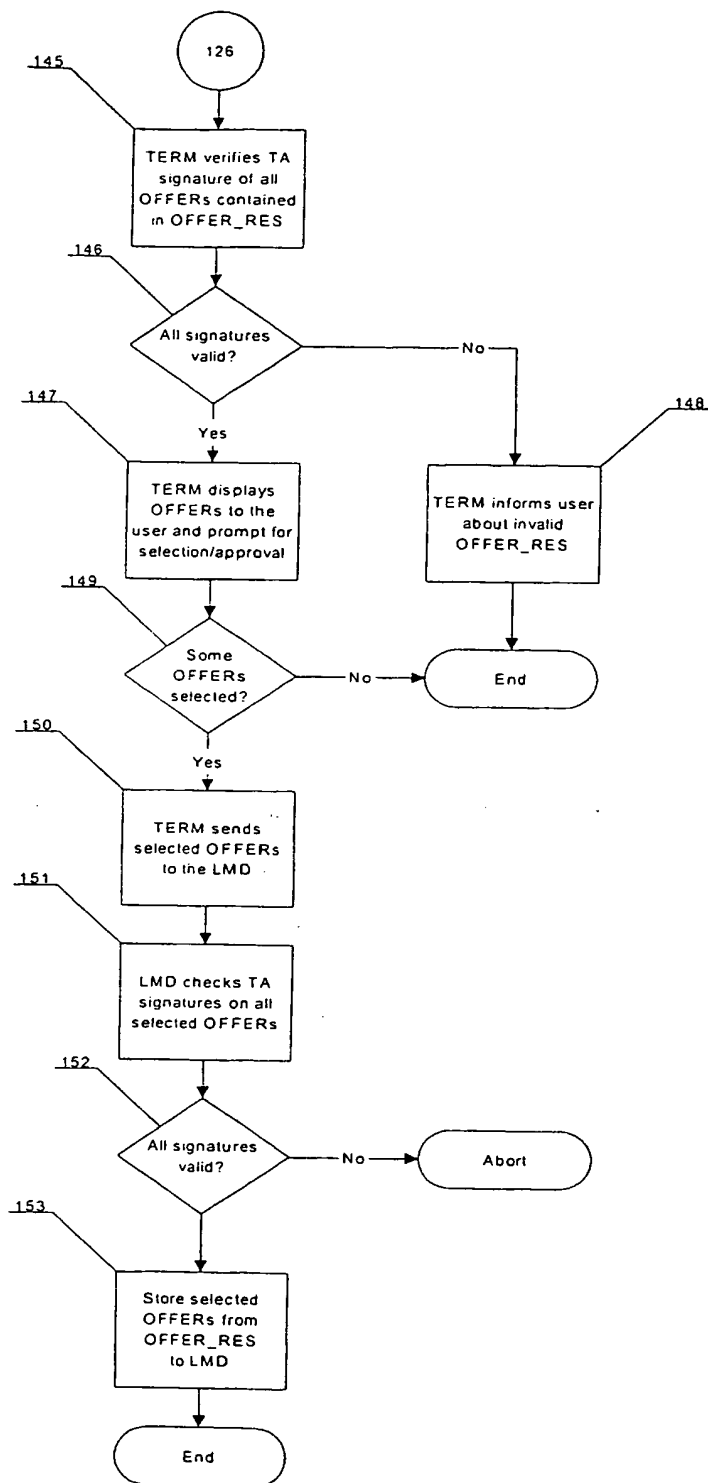 126
145
TERM verifies TA
signature of all
OFFERs contained
in OFFER_RES
146
All signatures
valid?
No
147
Yes
148
TERM displays
OFFERs to the
user and prompt for
selection/approval
TERM informs user
about invalid
OFFER_RES
149
Some
OFFERs
selected?
No
End
150
Yes
TERM sends
selected OFFERs
to the LMD
151
LMD checks TA
signatures on all
selected OFFERs
152
All signatures
valid?
No
Abort
153
Store selected
OFFERs from
OFFER_RES
to LMD
End